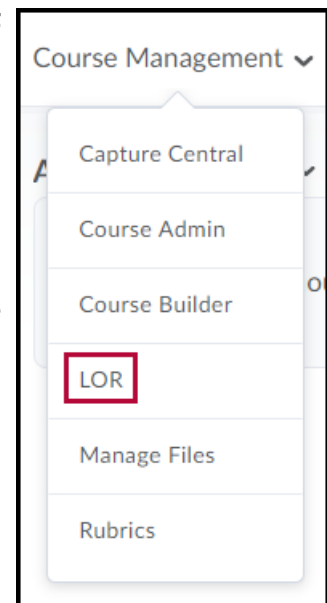 Course Management
Capture Central
Course Admin
Course Builder
LOR
Manage Files
Rubrics